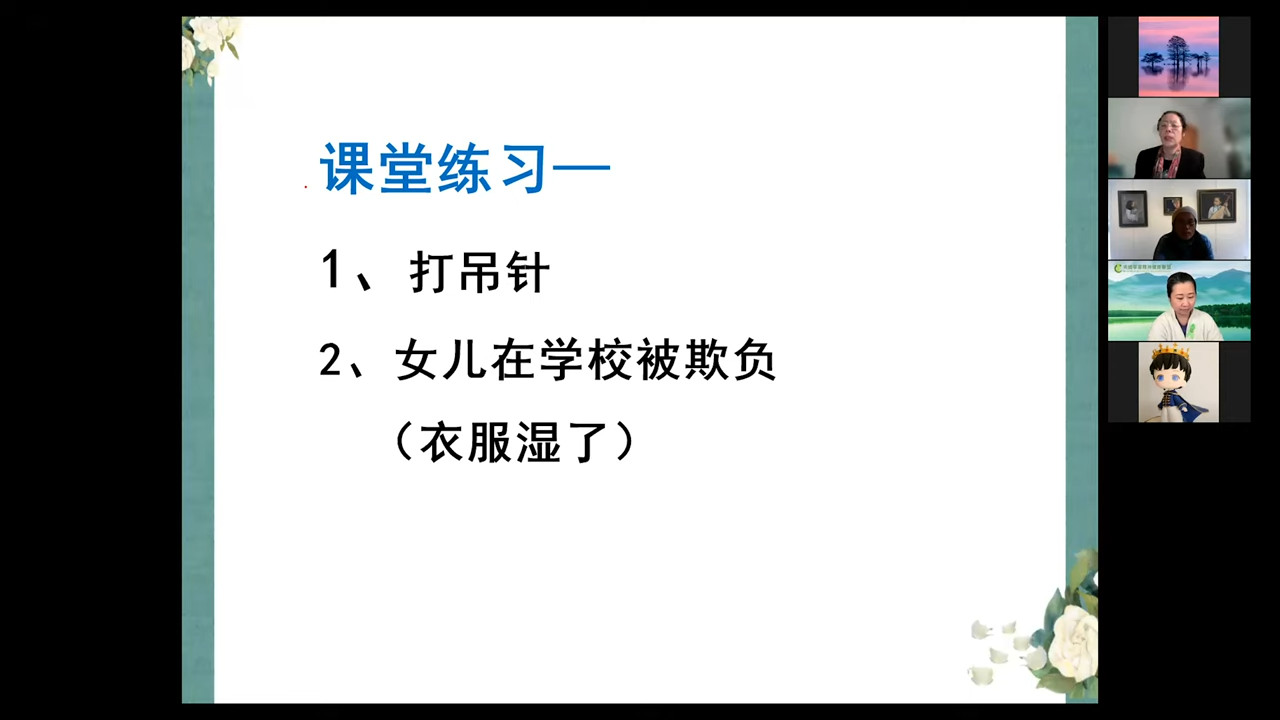 课堂练习一
1、打吊针
2、女儿在学校被欺负
（衣服湿了）